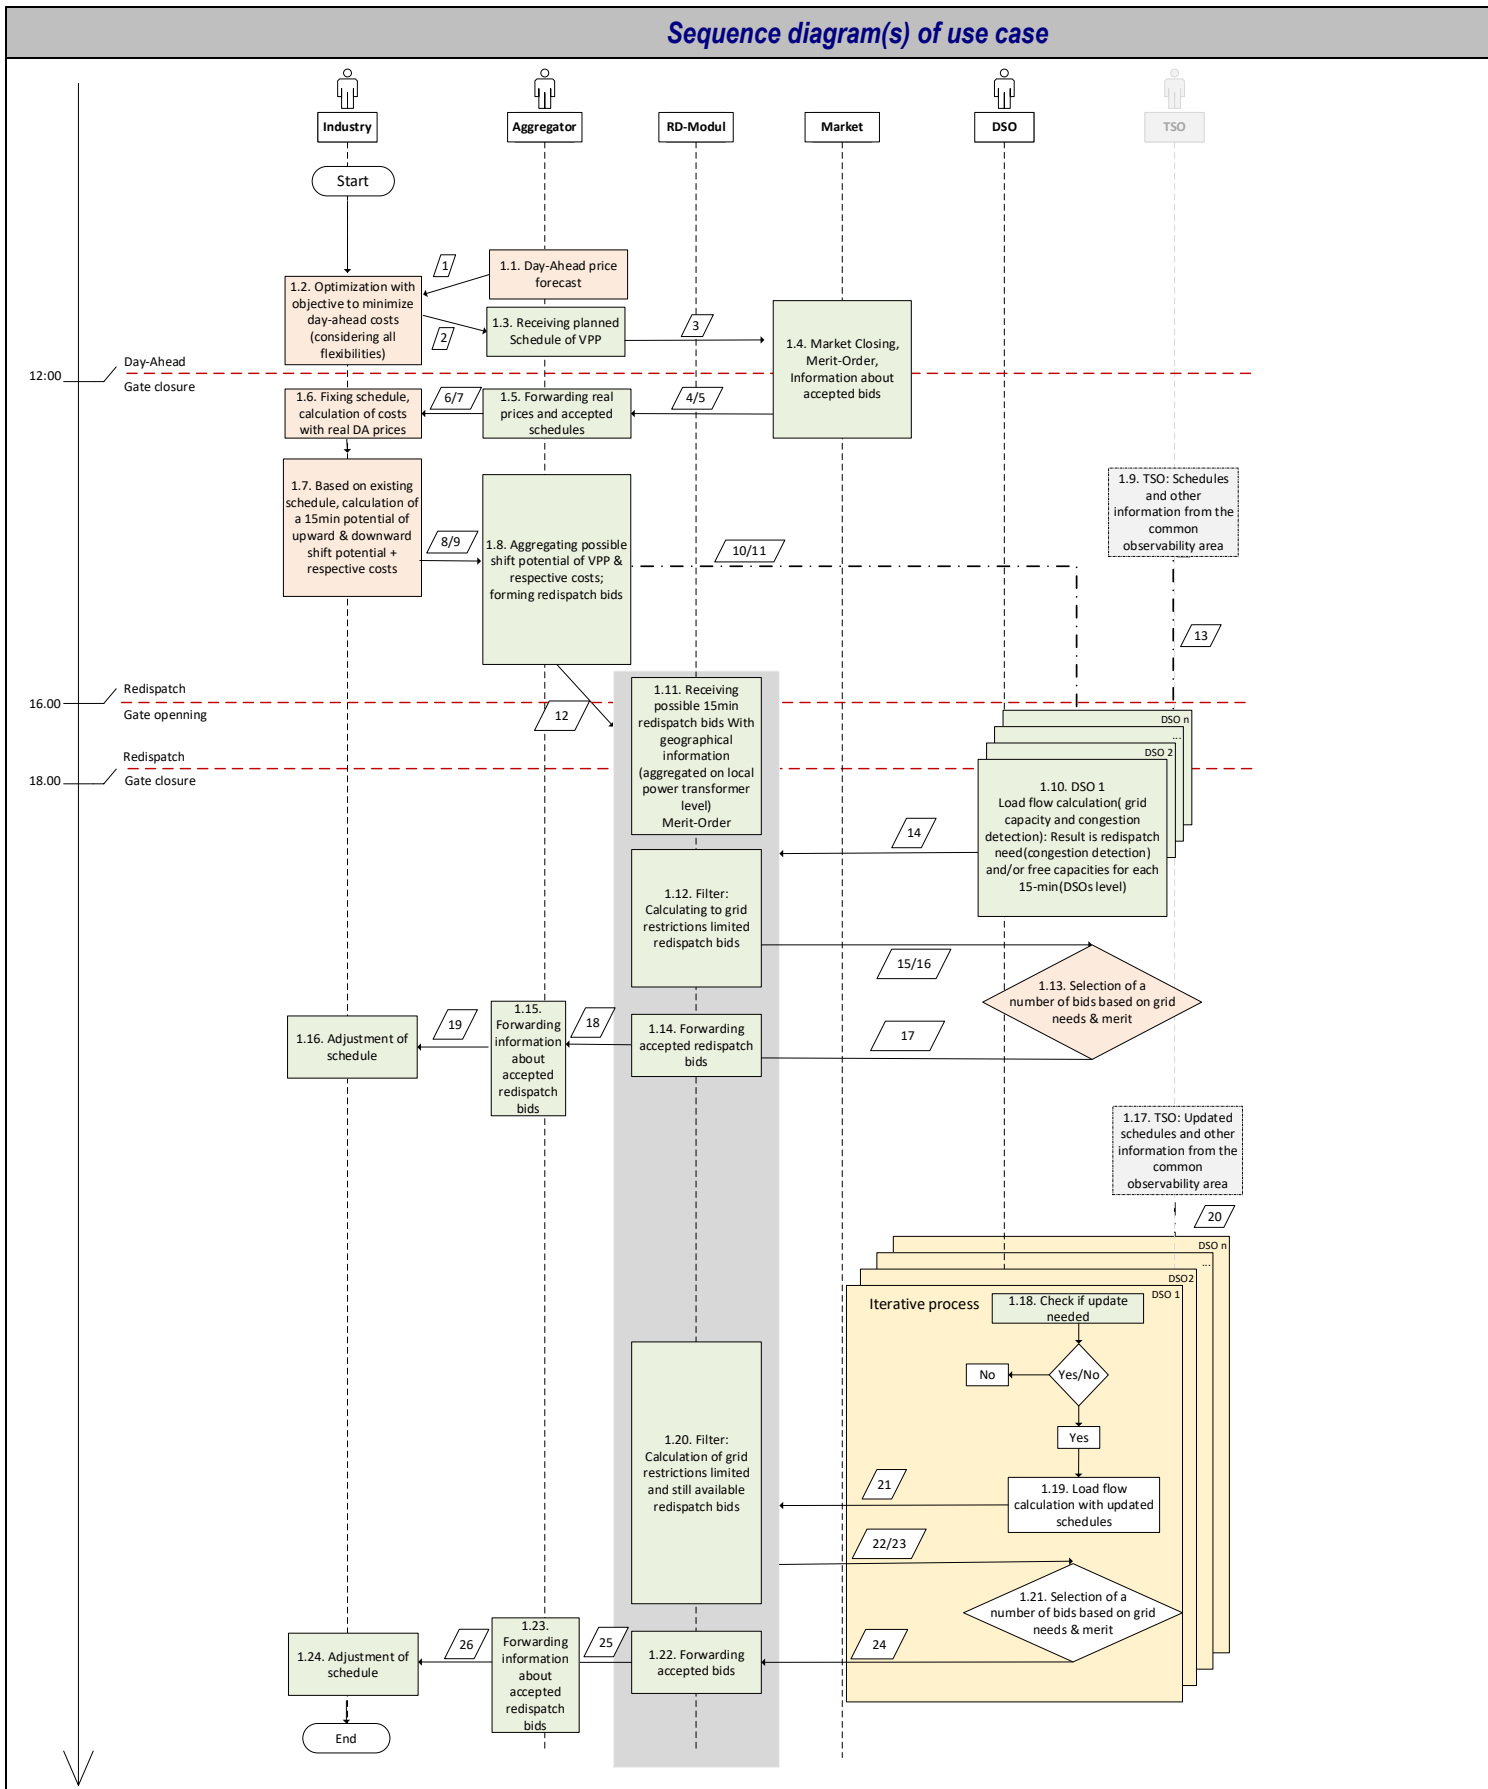 Sequence diagram(s) of use case
Industry
Aggregator
RD-Modul
Market
DSO
TSO
Start
1
1.1. Day-Ahead price
forecast
1.2. Optimization with
objective to minimize
day-ahead costs
(considering all
flexibilities)
2
1.3. Receiving planned
Schedule of VPP
3
1.4. Market Closing,
Merit-Order,
Information about
accepted bids
12:00
Day-Ahead
Gate closure
1.6. Fixing schedule,
calculation of costs
with real DA prices
6/7
1.5. Forwarding real
prices and accepted
schedules
4/5
1.7. Based on existing
schedule, calculation of
a 15min potential of
upward & downward
shift potential +
respective costs
8/9
1.8. Aggregating possible
shift potential of VPP &
respective costs;
forming redispatch bids
10/11
1.9. TSO: Schedules
and other
information from the
common
observability area
13
16.00
Redispatch
Gate openning
12
1.11. Receiving
possible 15min
redispatch bids With
geographical
information
(aggregated on local
power transformer
level)
Merit-Order
18.00
Redispatch
Gate closure
DSO n
...
DSO 2
1.10. DSO 1
Load flow calculation( grid
capacity and congestion
detection): Result is redispatch
need(congestion detection)
and/or free capacities for each
15-min(DSOs level)
14
1.12. Filter:
Calculating to grid
restrictions limited
redispatch bids
15/16
1.13. Selection of a
number of bids based on grid
needs & merit
1.16. Adjustment of
schedule
19
1.15.
Forwarding
information
about
accepted
redispatch
bids
18
1.14. Forwarding
accepted redispatch
bids
17
1.17. TSO: Updated
schedules and other
information from the
common
observability area
20
DSO n
...
DSO2
DSO 1
Iterative process
1.18. Check if update
needed
No
Yes/No
Yes
1.20. Filter:
Calculation of grid
restrictions limited
and still available
redispatch bids
21
1.19. Load flow
calculation with updated
schedules
22/23
1.21. Selection of a
number of bids based on grid
needs & merit
1.24. Adjustment of
schedule
26
1.23.
Forwarding
information
about
accepted
redispatch
bids
25
1.22. Forwarding
accepted bids
24
End